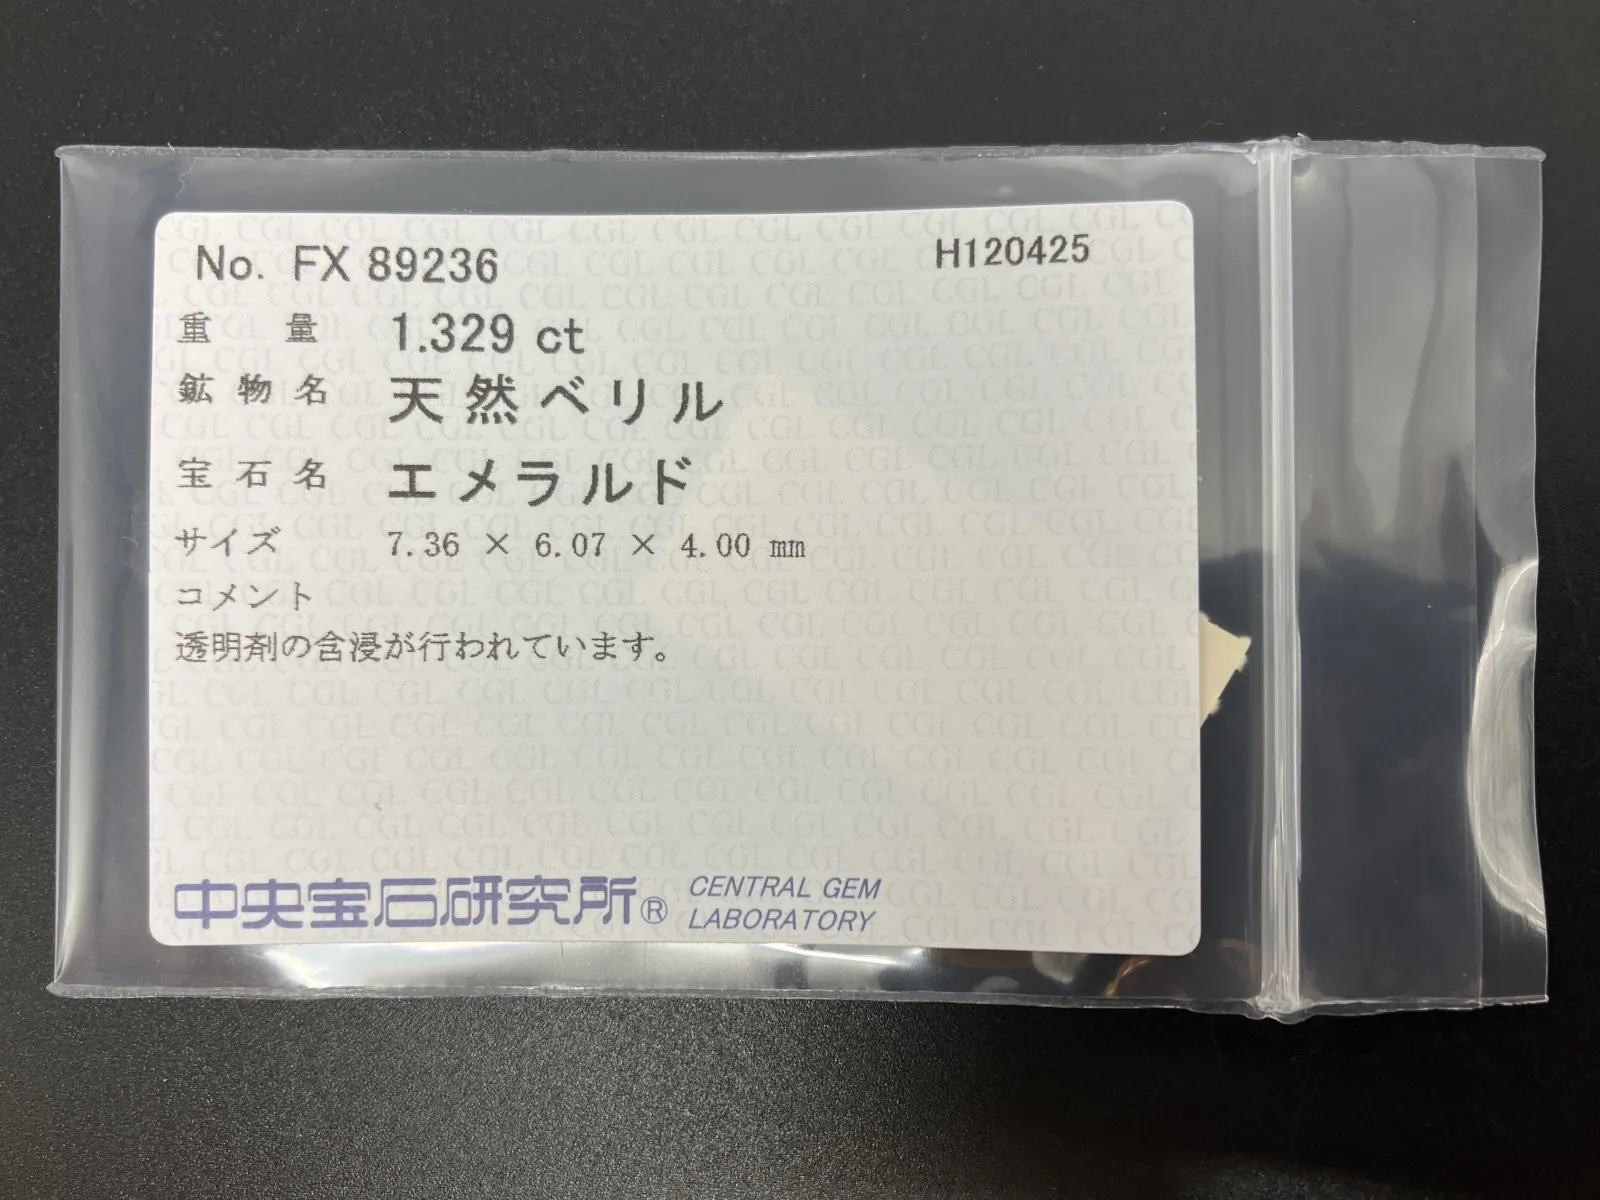 No. FX 89236
H120425
重量 1.329 ct
鉱物名 天然ベリル
宝石名 エメラルド
サイズ 7.36 × 6.07 × 4.00 mm
コメント
透明剤の含浸が行われています。
中央宝石研究所® CENTRAL GEM
LABORATORY